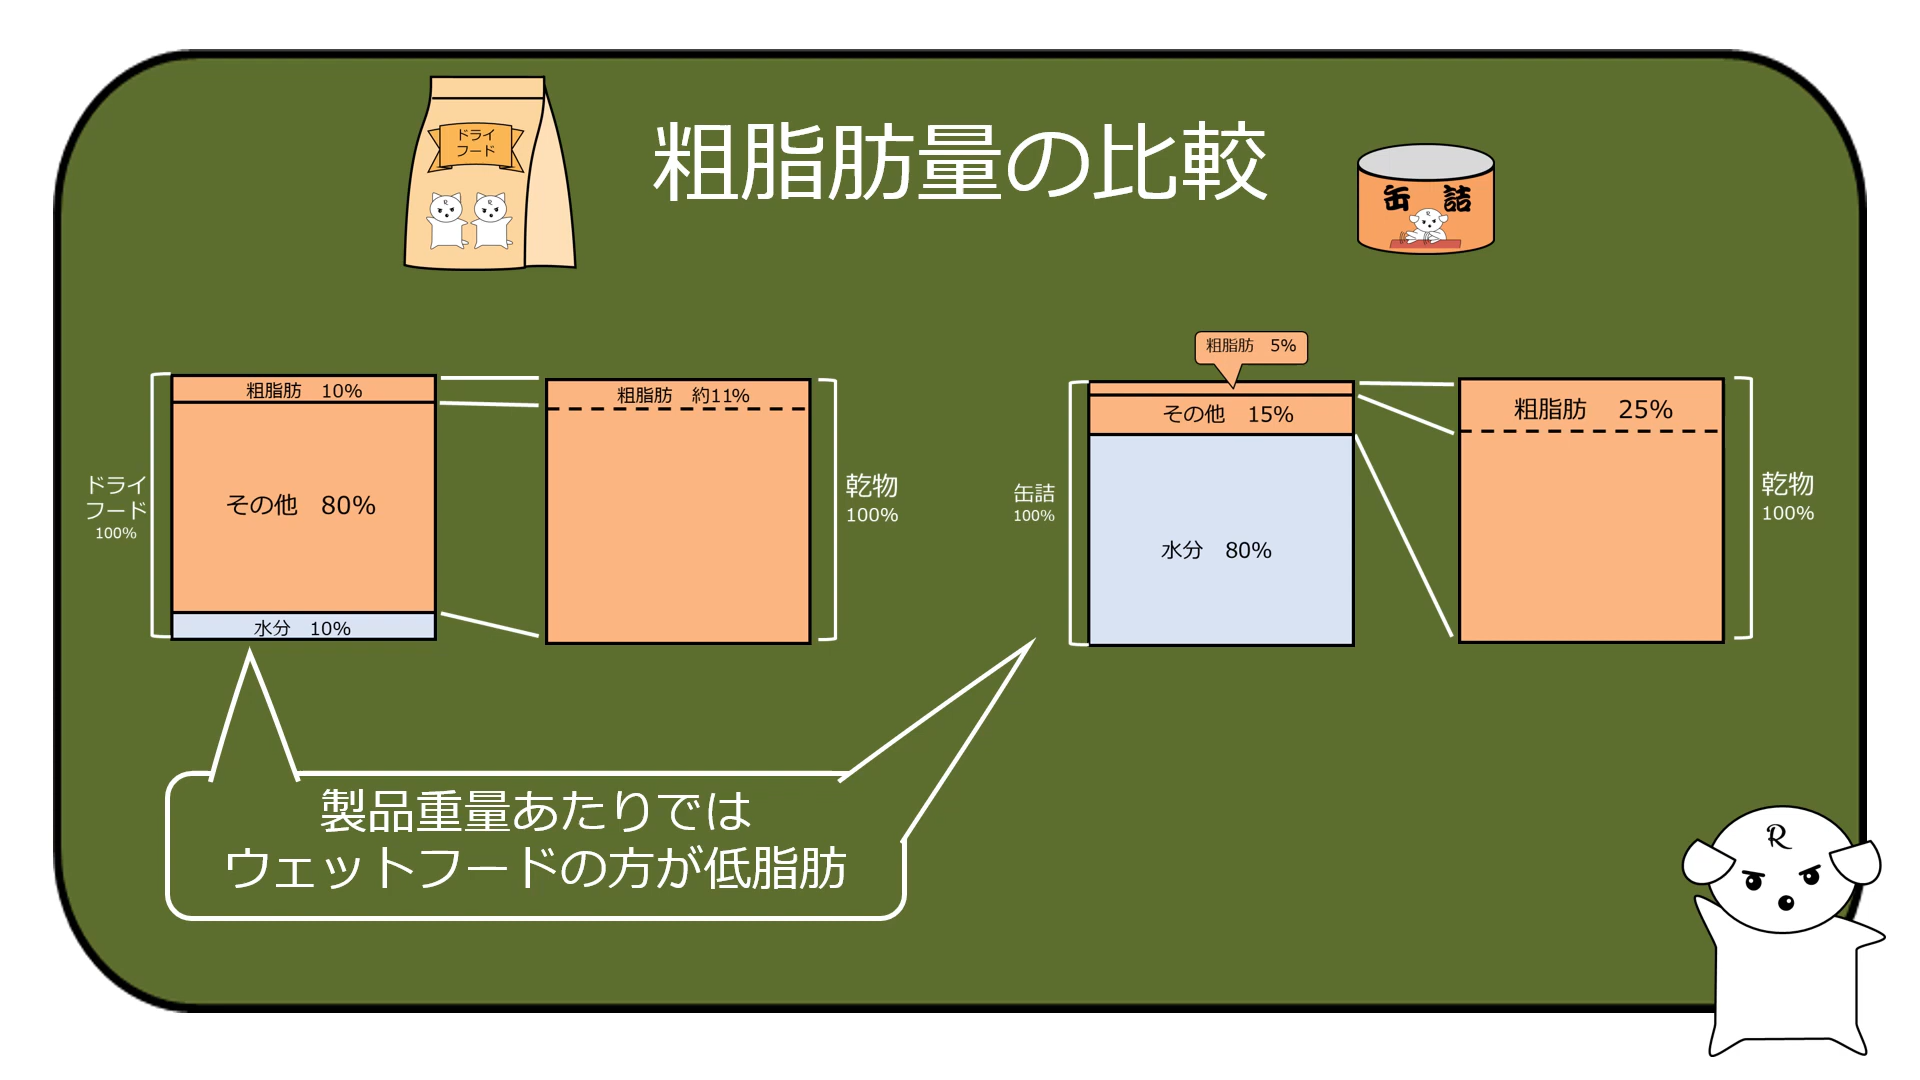 粗脂肪量の比較
ドライ
フード
缶 詰
R
R
粗脂肪 10%
その他 80%
水分 10%
ドライ
フード
100%
粗脂肪 約11%
乾物
100%
粗脂肪 5%
その他 15%
水分 80%
缶詰
100%
粗脂肪 25%
乾物
100%
製品重量あたりでは
ウェットフードの方が低脂肪
R